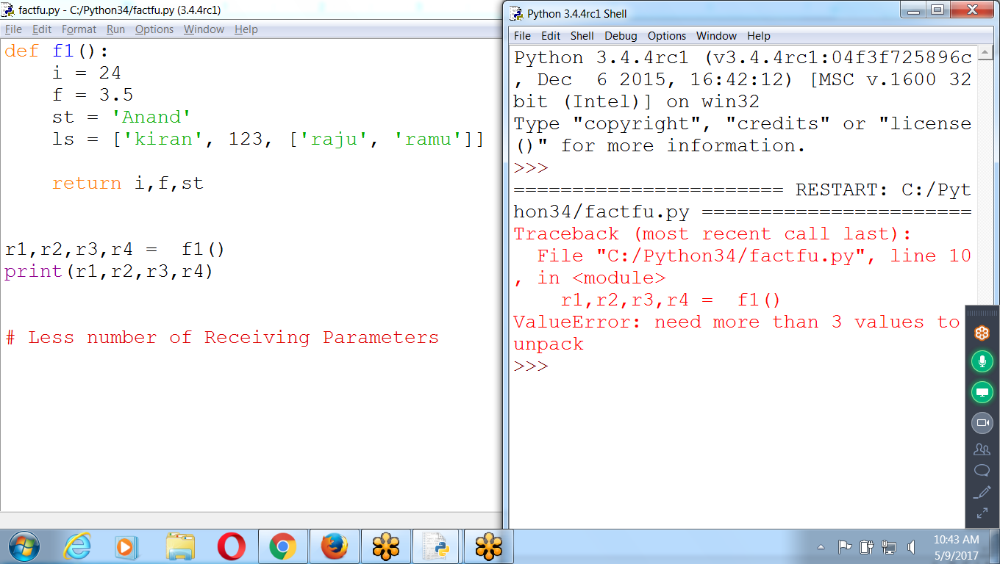 factfu.py - C:/Python34/factfu.py (3.4.4rc1)
File Edit Format Run Options Window Help
def f1():
    i = 24
    f = 3.5
    st = 'Anand'
    ls = ['kiran', 123, ['raju', 'ramu']]
    return i,f,st
r1,r2,r3,r4 =  f1()
print(r1,r2,r3,r4)
# Less number of Receiving Parameters
Python 3.4.4rc1 Shell
File Edit Shell Debug Options Window Help
Python 3.4.4rc1 (v3.4.4rc1:04f3f725896c
, Dec  6 2015, 16:42:12) [MSC v.1600 32
bit (Intel)] on win32
Type "copyright", "credits" or "license
()" for more information.
>>>
======================= RESTART: C:/Pyt
hon34/factfu.py =======================
Traceback (most recent call last):
  File "C:/Python34/factfu.py", line 10
, in <module>
    r1,r2,r3,r4 =  f1()
ValueError: need more than 3 values to
unpack
>>>
10:43 AM
5/9/2017